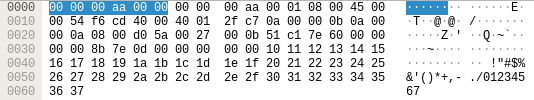 0000 00 00 00 aa 00 00 00 00 00 aa 00 01 08 00 45 00 ········ ······E·
0010 00 54 f6 cd 40 00 40 01 2f c7 0a 00 00 0b 0a 00 ·T··@·@· /·······
0020 00 0a 08 00 d5 5a 00 27 00 0b 51 c1 7e 60 00 00 ·····Z·' ··Q·~`··
0030 00 00 8b 7e 0d 00 00 00 00 00 10 11 12 13 14 15 ···~···· ········
0040 16 17 18 19 1a 1b 1c 1d 1e 1f 20 21 22 23 24 25 ········ ·· !"#$%
0050 26 27 28 29 2a 2b 2c 2d 2e 2f 30 31 32 33 34 35 &'()*+,- ./012345
0060 36 37 67